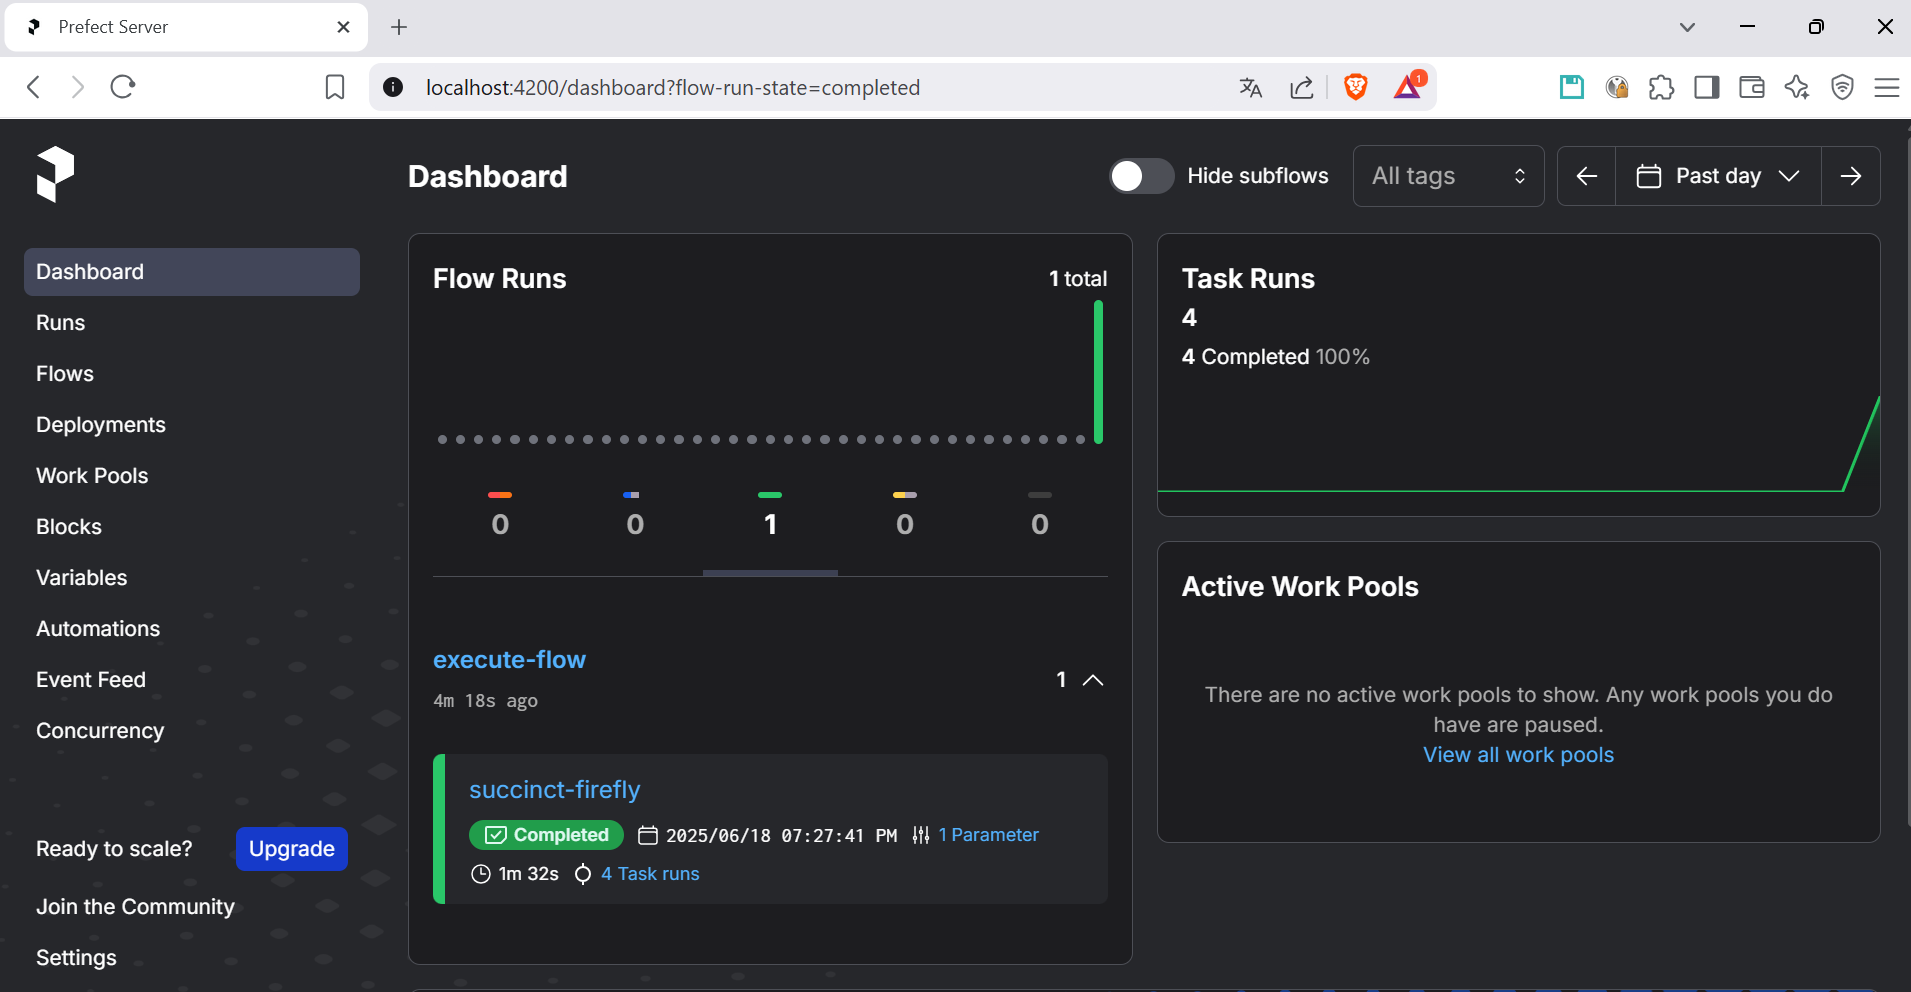 Prefect Server
localhost:4200/dashboard?flow-run-state=completed
1
Dashboard
Hide subflows
All tags
Past day
Dashboard
Runs
Flows
Deployments
Work Pools
Blocks
Variables
Automations
Event Feed
Concurrency
Ready to scale?
Upgrade
Join the Community
Settings
Flow Runs
1 total
0
0
1
0
0
execute-flow
1
4m 18s ago
succinct-firefly
Completed 2025/06/18 07:27:41 PM 1 Parameter
1m 32s 4 Task runs
Task Runs
4
4 Completed 100%
Active Work Pools
There are no active work pools to show. Any work pools you do
have are paused.
View all work pools